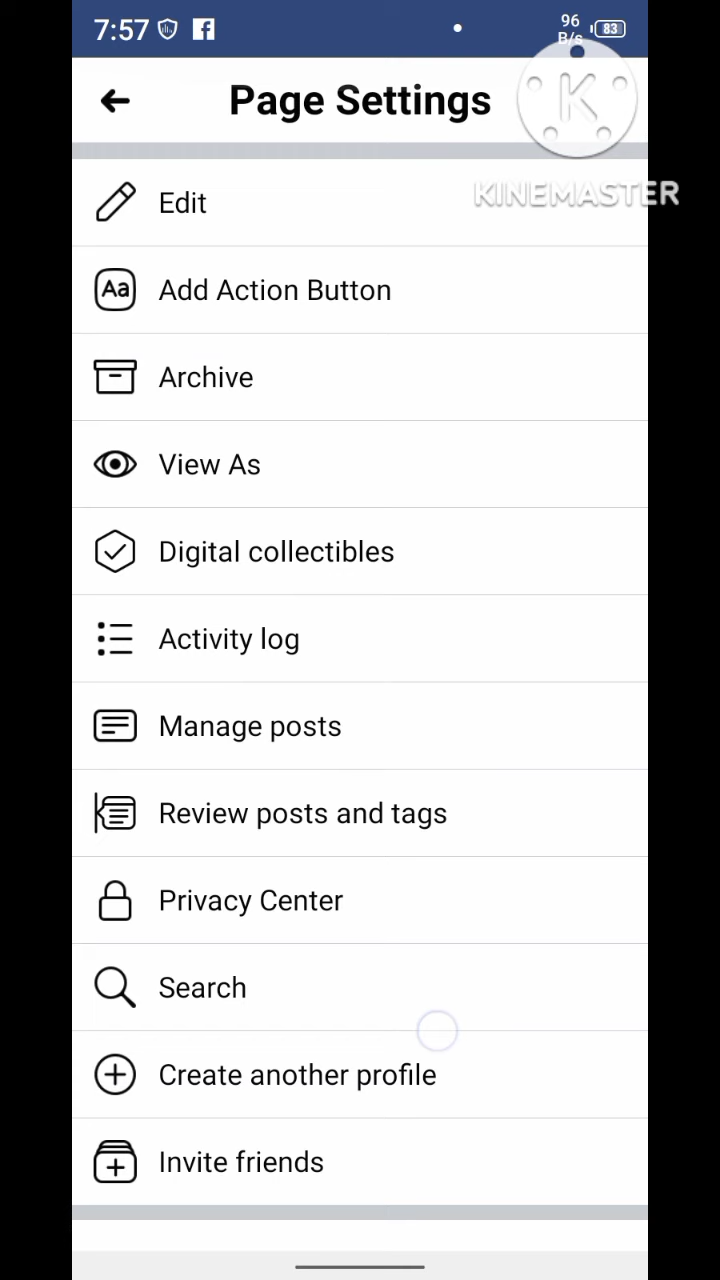 7:57
96
B/s
83
Page Settings
K
KINEMASTER
Edit
Aa
Add Action Button
Archive
View As
Digital collectibles
Activity log
Manage posts
Review posts and tags
Privacy Center
Search
Create another profile
Invite friends